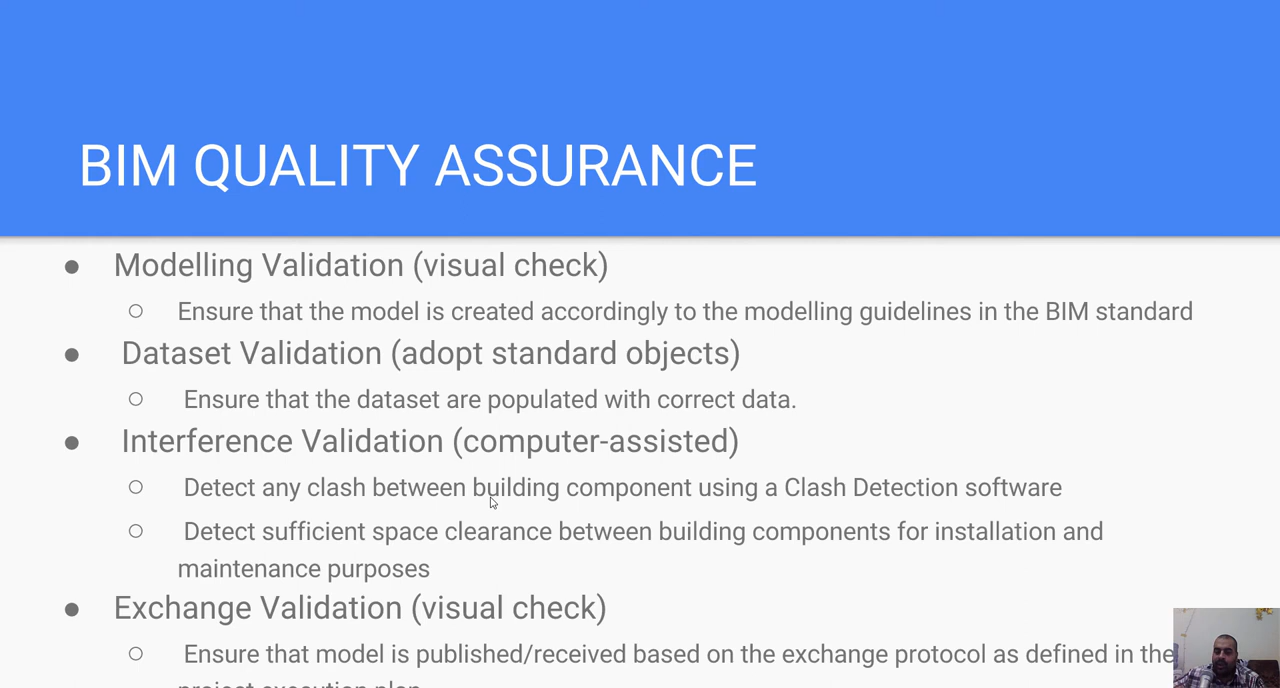 BIM QUALITY ASSURANCE
● Modelling Validation (visual check)
○ Ensure that the model is created accordingly to the modelling guidelines in the BIM standard
● Dataset Validation (adopt standard objects)
○ Ensure that the dataset are populated with correct data.
● Interference Validation (computer-assisted)
○ Detect any clash between building component using a Clash Detection software
○ Detect sufficient space clearance between building components for installation and
maintenance purposes
● Exchange Validation (visual check)
○ Ensure that model is published/received based on the exchange protocol as defined in the
project execution plan